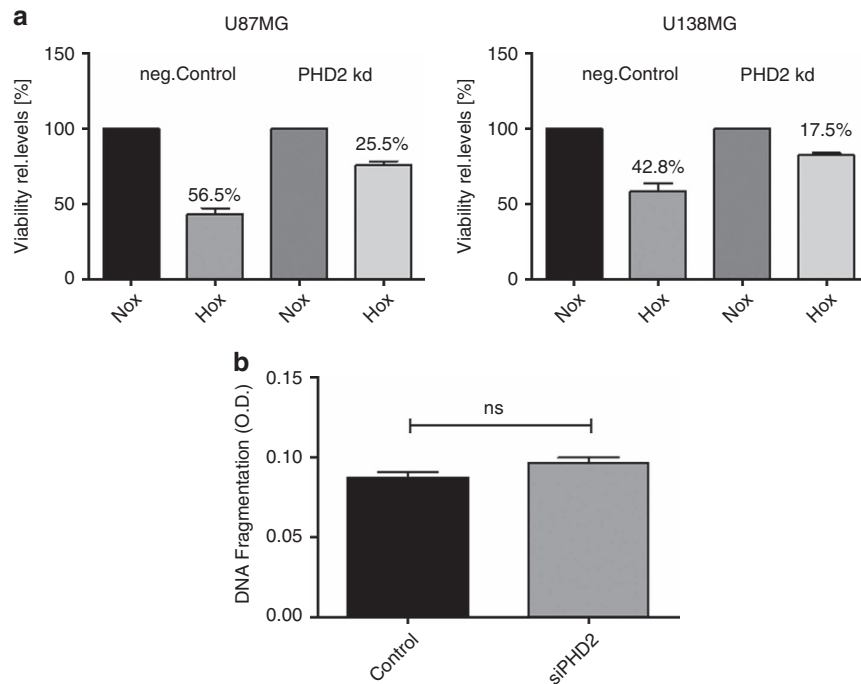 a
U87MG
U138MG
Viability rel.levels [%]
150
100
50
0
neg.Control
PHD2 kd
56.5%
25.5%
Nox
Hox
Nox
Hox
Viability rel.levels [%]
150
100
50
0
neg.Control
PHD2 kd
42.8%
17.5%
Nox
Hox
Nox
Hox
b
DNA Fragmentation (O.D.)
0.15
0.10
0.05
0.00
ns
Control
siPHD2